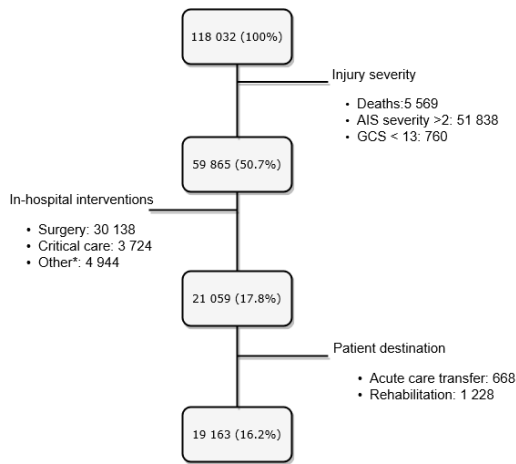 118 032 (100%)
Injury severity
• Deaths:5 569
• AIS severity >2: 51 838
• GCS < 13: 760
59 865 (50.7%)
In-hospital interventions
• Surgery: 30 138
• Critical care: 3 724
• Other*: 4 944
21 059 (17.8%)
Patient destination
• Acute care transfer: 668
• Rehabilitation: 1 228
19 163 (16.2%)